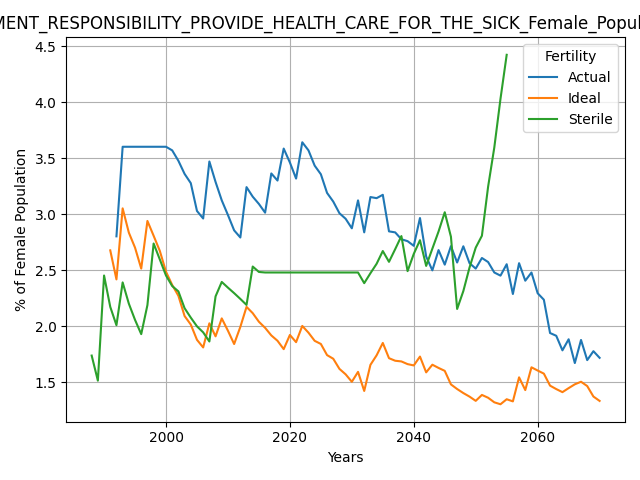 MENT_RESPONSIBILITY_PROVIDE_HEALTH_CARE_FOR_THE_SICK_Female_Popul
4.5
4.0
3.5
3.0
2.5
2.0
1.5
% of Female Population
2000
2020
2040
2060
Years
Fertility
Actual
Ideal
Sterile